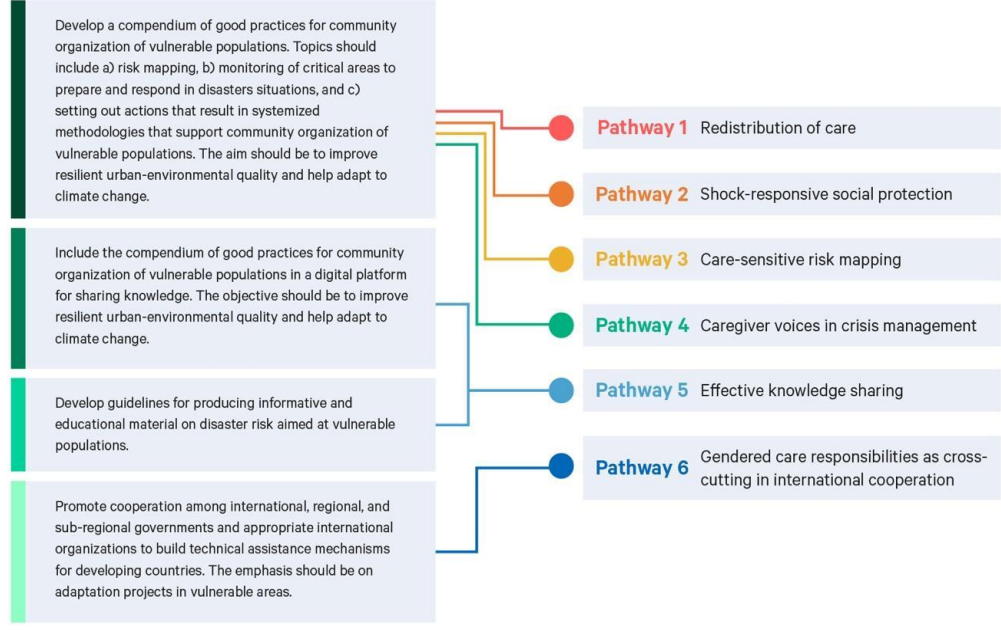 Develop a compendium of good practices for community
organization of vulnerable populations. Topics should
include a) risk mapping, b) monitoring of critical areas to
prepare and respond in disasters situations, and c)
setting out actions that result in systemized
methodologies that support community organization of
vulnerable populations. The aim should be to improve
resilient urban-environmental quality and help adapt to
climate change.
Include the compendium of good practices for community
organization of vulnerable populations in a digital platform
for sharing knowledge. The objective should be to improve
resilient urban-environmental quality and help adapt to
climate change.
Develop guidelines for producing informative and
educational material on disaster risk aimed at vulnerable
populations.
Promote cooperation among international, regional, and
sub-regional governments and appropriate international
organizations to build technical assistance mechanisms
for developing countries. The emphasis should be on
adaptation projects in vulnerable areas.
Pathway 1 Redistribution of care
Pathway 2 Shock-responsive social protection
Pathway 3 Care-sensitive risk mapping
Pathway 4 Caregiver voices in crisis management
Pathway 5 Effective knowledge sharing
Pathway 6 Gendered care responsibilities as cross-
cutting in international cooperation